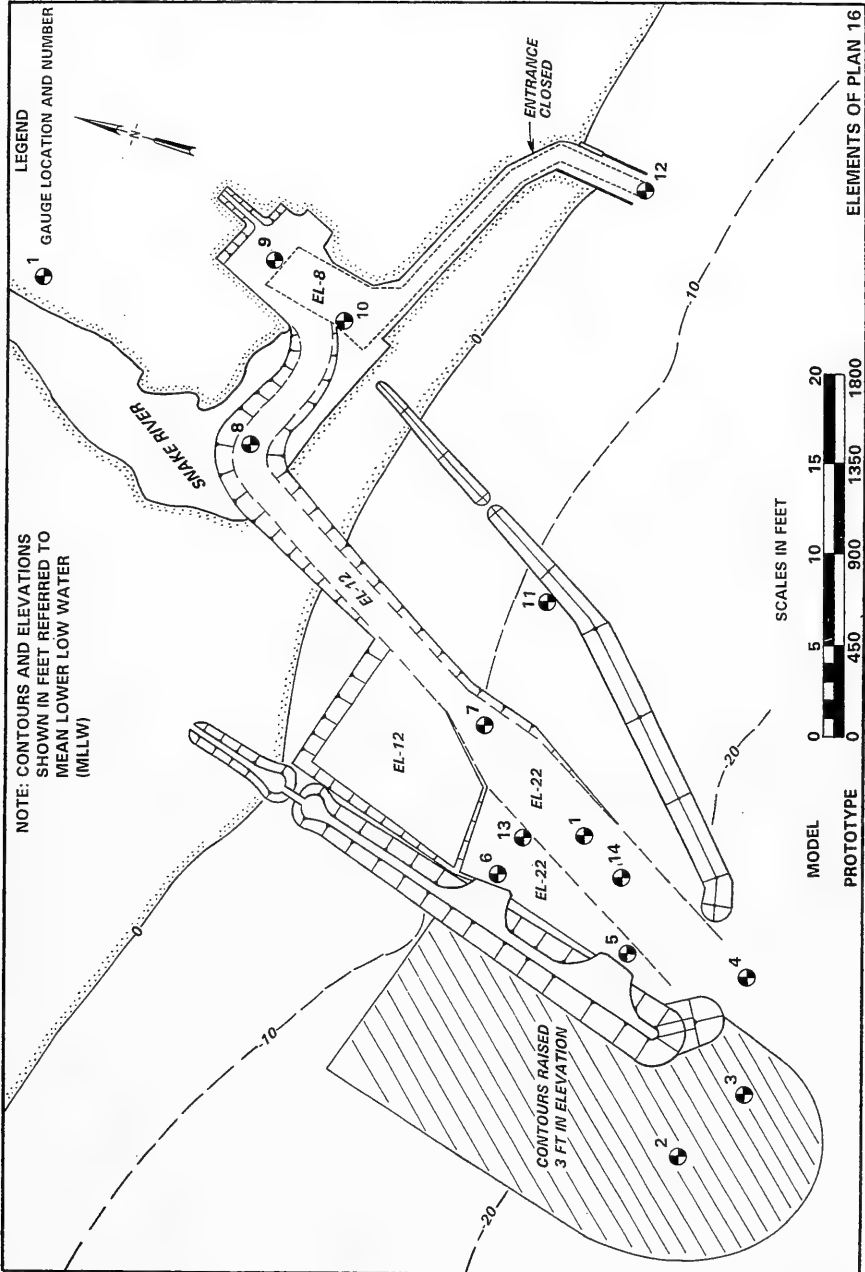 NOTE: CONTOURS AND ELEVATIONS
SHOWN IN FEET REFERRED TO
MEAN LOWER LOW WATER
(MLLW)
LEGEND
1 GAUGE LOCATION AND NUMBER
N
SNAKE RIVER
0
-10
-20
CONTOURS RAISED
3 FT IN ELEVATION
2
3
4
5
6
13
14
1
7
EL-22
EL-22
EL-12
EL-12
8
9
EL-8
10
11
0
-10
-20
ENTRANCE
CLOSED
12
SCALES IN FEET
MODEL 0 5 10 15 20
PROTOTYPE 0 450 900 1350 1800
ELEMENTS OF PLAN 16